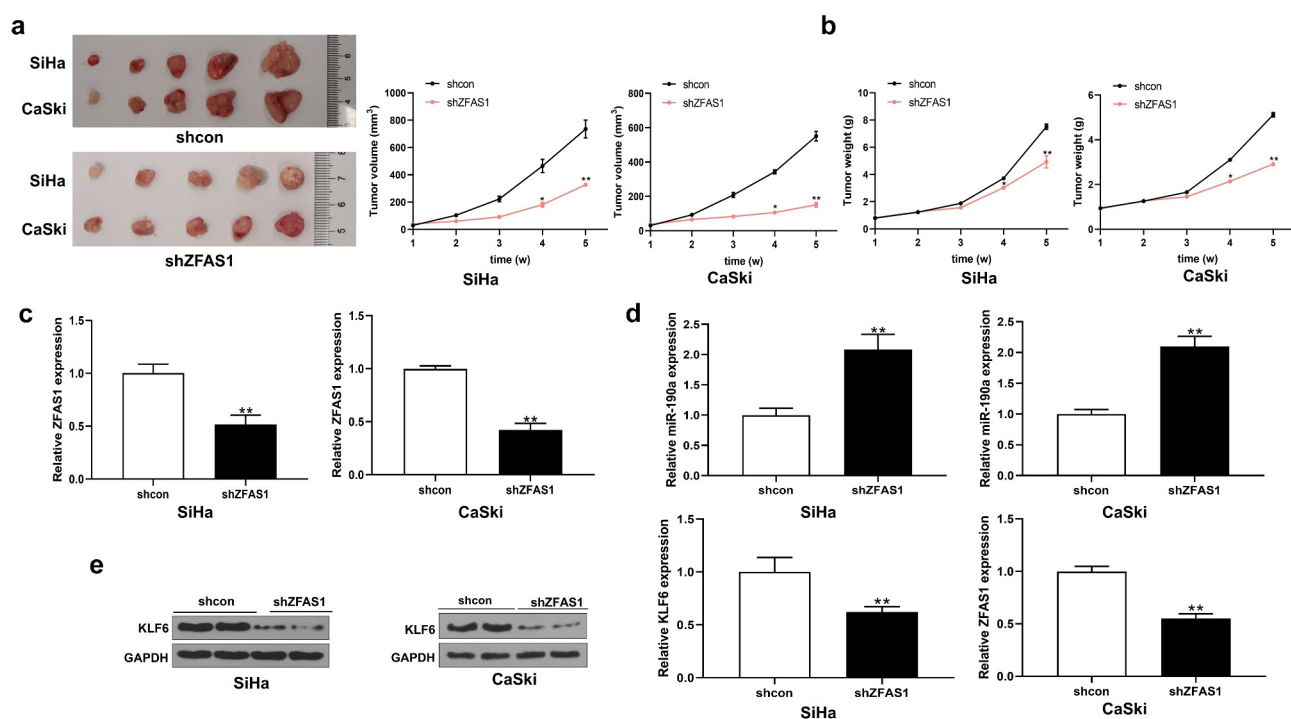 a
SiHa
CaSki
shcon
SiHa
CaSki
shZFAS1
6
5
4
8
7
5
Tumor volume (mm³)
1000
800
600
400
200
0
shcon
shZFAS1
*
**
1 2 3 4 5
time (w)
SiHa
Tumor volume (mm³)
800
600
400
200
0
shcon
shZFAS1
*
**
1 2 3 4 5
time (w)
CaSki
b
Tumor weight (g)
10
8
6
4
2
0
shcon
shZFAS1
*
**
1 2 3 4 5
time (w)
SiHa
Tumor weight (g)
6
4
2
0
shcon
shZFAS1
*
**
1 2 3 4 5
time (w)
CaSki
c
Relative ZFAS1 expression
1.5
1.0
0.5
0.0
**
shcon shZFAS1
SiHa
Relative ZFAS1 expression
1.5
1.0
0.5
0.0
**
shcon shZFAS1
CaSki
d
Relative miR-190a expression
2.5
2.0
1.5
1.0
0.5
0.0
**
shcon shZFAS1
SiHa
Relative miR-190a expression
2.5
2.0
1.5
1.0
0.5
0.0
**
shcon shZFAS1
CaSki
Relative KLF6 expression
1.5
1.0
0.5
0.0
**
shcon shZFAS1
SiHa
Relative ZFAS1 expression
1.5
1.0
0.5
0.0
**
shcon shZFAS1
CaSki
e
shcon shZFAS1
KLF6
GAPDH
SiHa
shcon shZFAS1
KLF6
GAPDH
CaSki